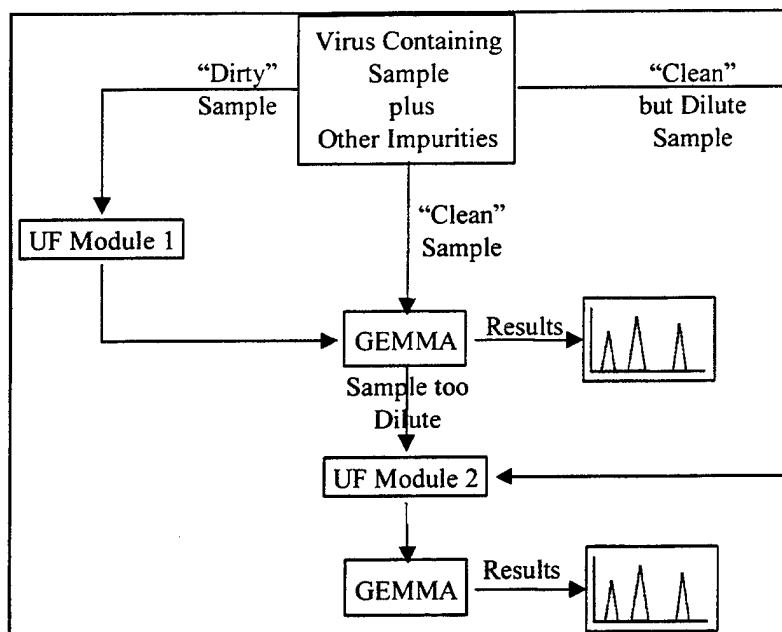 Virus Containing
Sample
plus
Other Impurities
“Dirty”
Sample
“Clean”
but Dilute
Sample
“Clean”
Sample
UF Module 1
GEMMA
Results
Sample too
Dilute
UF Module 2
GEMMA
Results